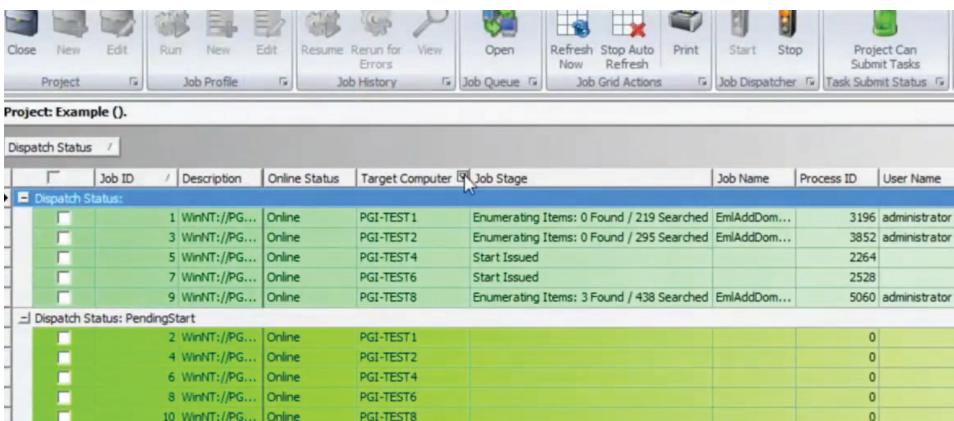 Close New Edit Run New Edit Resume Rerun for Errors View Open Refresh Now Stop Auto Refresh Print Start Stop Project Can Submit Tasks
Project Job Profile Job History Job Queue Job Grid Actions Job Dispatcher Task Submit Status
Project: Example ().
Dispatch Status
Job ID Description Online Status Target Computer Job Stage Job Name Process ID User Name
Dispatch Status:
1 WinNT://PG... Online PGI-TEST1 Enumerating Items: 0 Found / 219 Searched EmlAddDom... 3196 administrator
3 WinNT://PG... Online PGI-TEST2 Enumerating Items: 0 Found / 295 Searched EmlAddDom... 3852 administrator
5 WinNT://PG... Online PGI-TEST4 Start Issued 2264
7 WinNT://PG... Online PGI-TEST6 Start Issued 2528
9 WinNT://PG... Online PGI-TEST8 Enumerating Items: 3 Found / 438 Searched EmlAddDom... 5060 administrator
Dispatch Status: PendingStart
2 WinNT://PG... Online PGI-TEST1 0
4 WinNT://PG... Online PGI-TEST2 0
6 WinNT://PG... Online PGI-TEST4 0
8 WinNT://PG... Online PGI-TEST6 0
10 WinNT://PG... Online PGI-TEST8 0